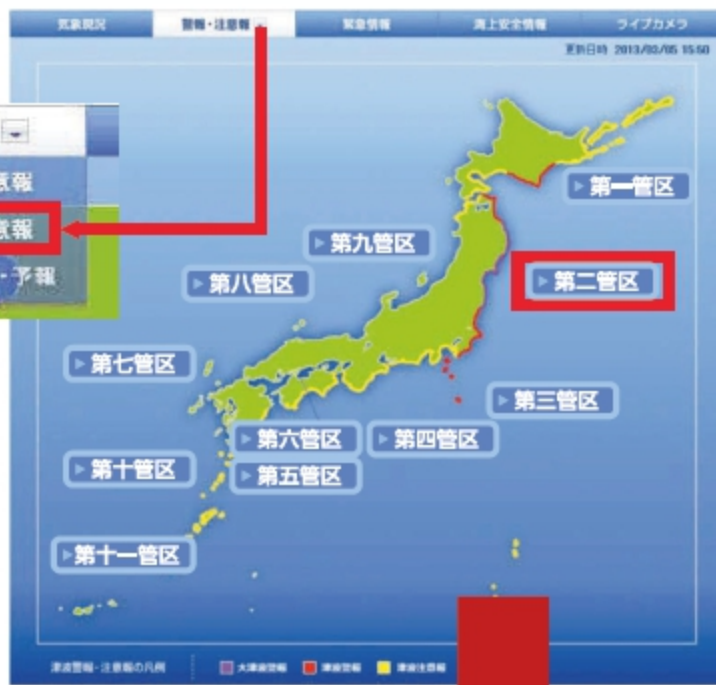 気象現況 警報・注意報 緊急情報 海上安全情報 ライブカメラ
更新日時 2013/03/05 15:50
意報
意報
・予報
第一管区
第九管区
第二管区
第八管区
第七管区
第三管区
第六管区 第四管区
第十管区
第五管区
第十一管区
津波警報・注意報の凡例 大津波警報 津波警報 津波注意報